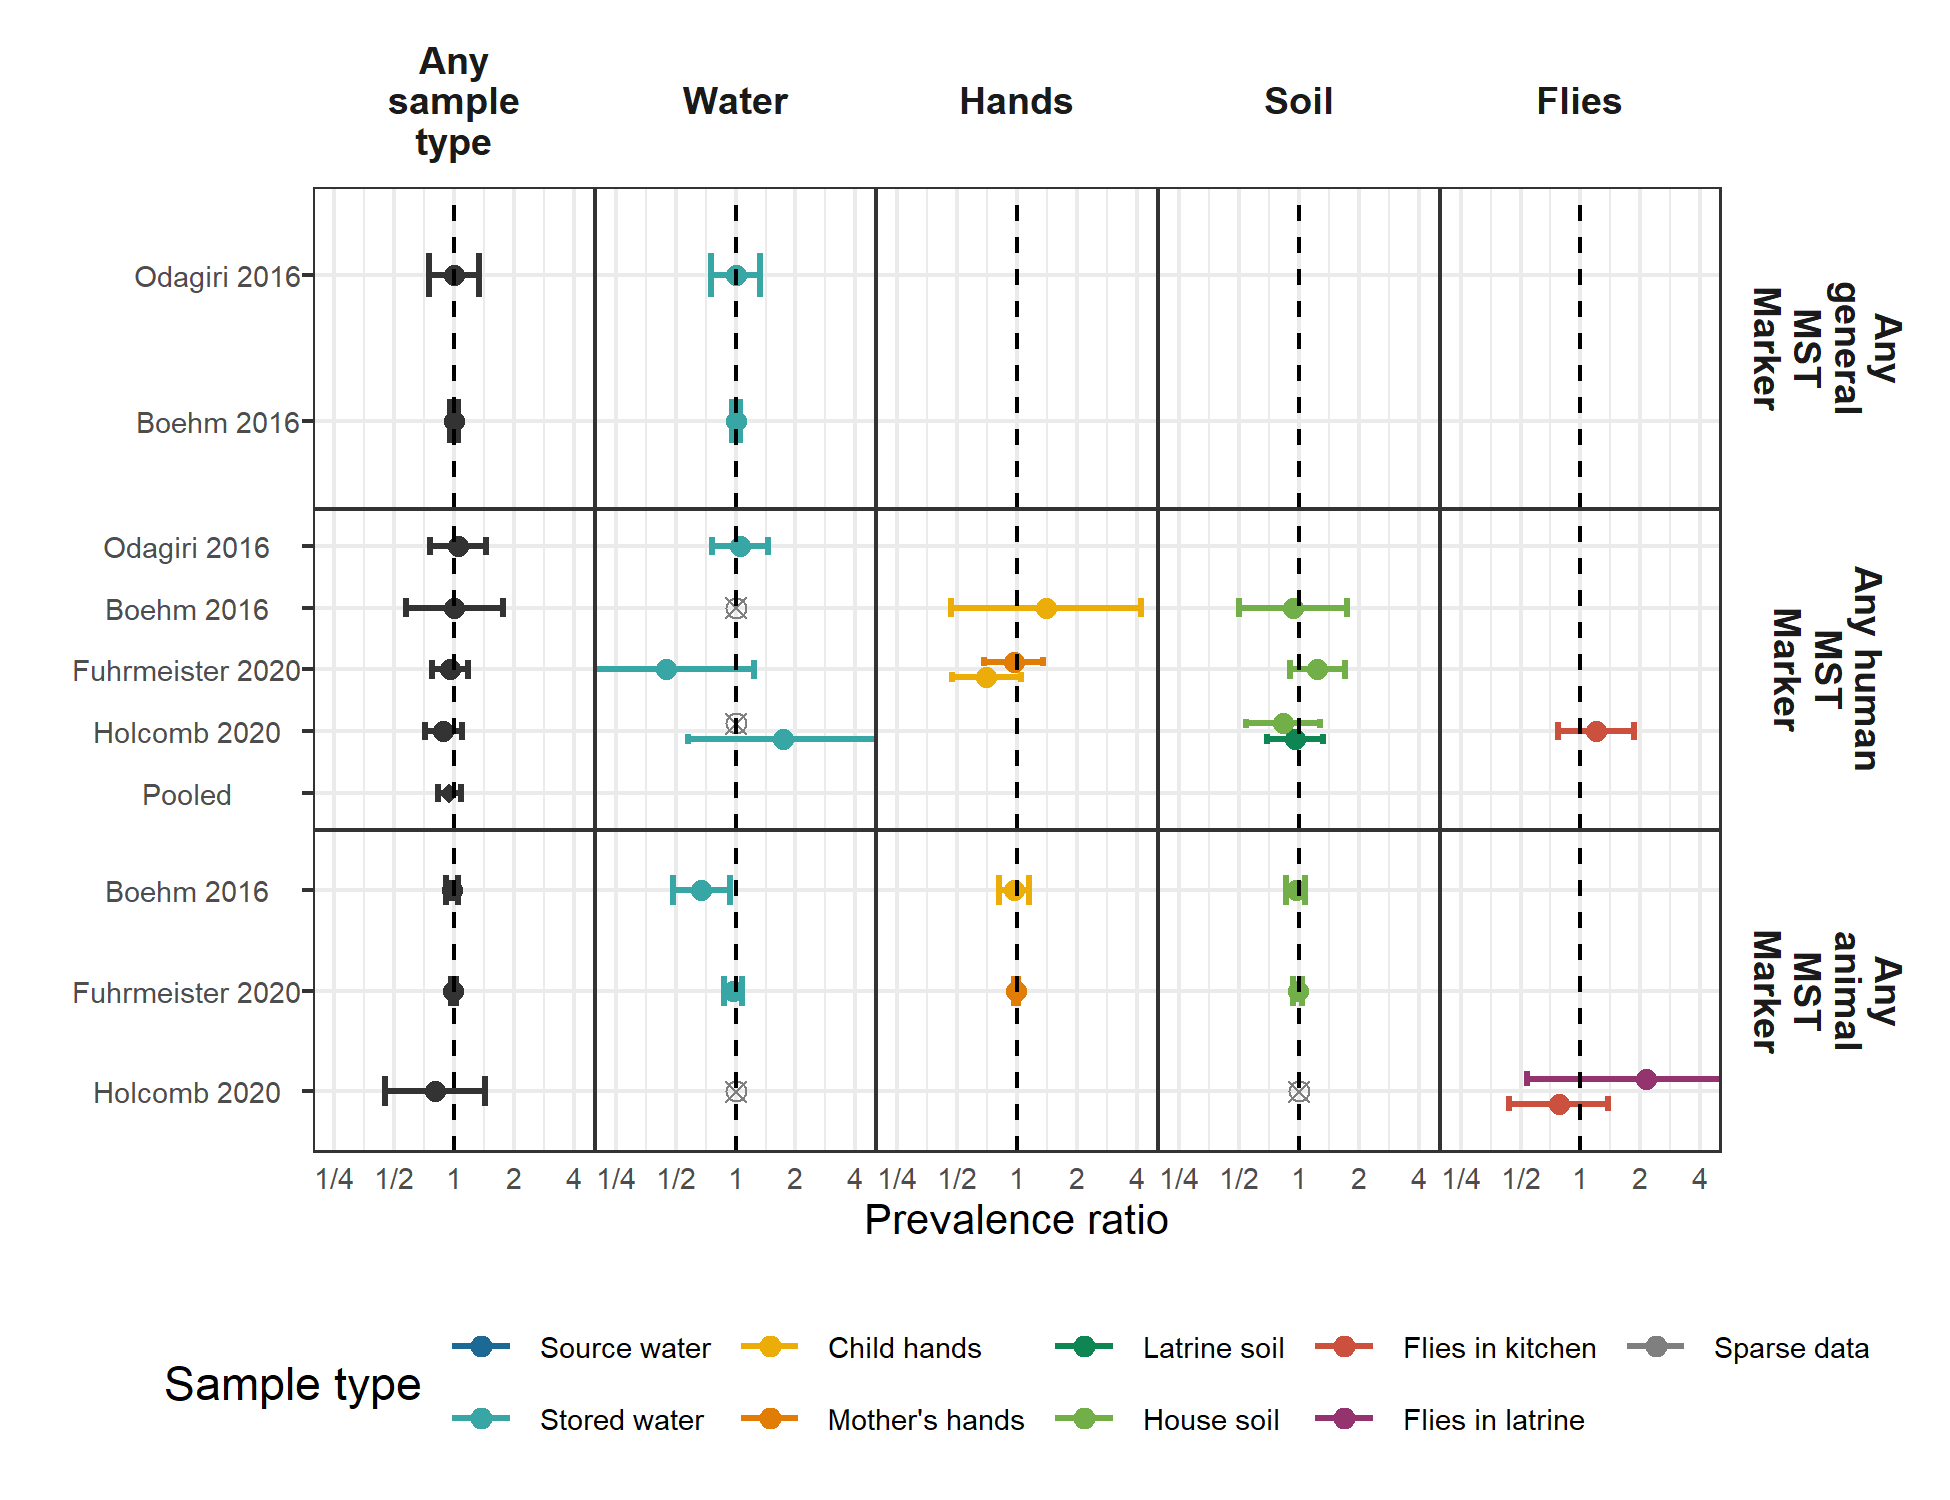 Any
sample
type
Water
Hands
Soil
Flies
Odagiri 2016
Boehm 2016
Any
general
MST
Marker
Odagiri 2016
Boehm 2016
Fuhrmeister 2020
Holcomb 2020
Pooled
Any human
MST
Marker
Boehm 2016
Fuhrmeister 2020
Holcomb 2020
Any
animal
MST
Marker
1/4 1/2 1 2 4 1/4 1/2 1 2 4 1/4 1/2 1 2 4 1/4 1/2 1 2 4 1/4 1/2 1 2 4
Prevalence ratio
Sample type
Source water Child hands Latrine soil Flies in kitchen Sparse data
Stored water Mother's hands House soil Flies in latrine